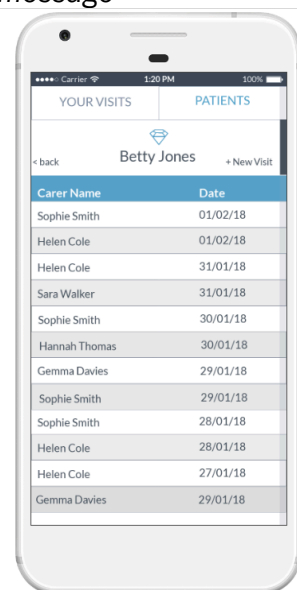 message
Carrier 1:20 PM 100%
YOUR VISITS PATIENTS
< back Betty Jones + New Visit
Carer Name Date
Sophie Smith 01/02/18
Helen Cole 01/02/18
Helen Cole 31/01/18
Sara Walker 31/01/18
Sophie Smith 30/01/18
Hannah Thomas 30/01/18
Gemma Davies 29/01/18
Sophie Smith 29/01/18
Sophie Smith 28/01/18
Helen Cole 28/01/18
Helen Cole 27/01/18
Gemma Davies 29/01/18